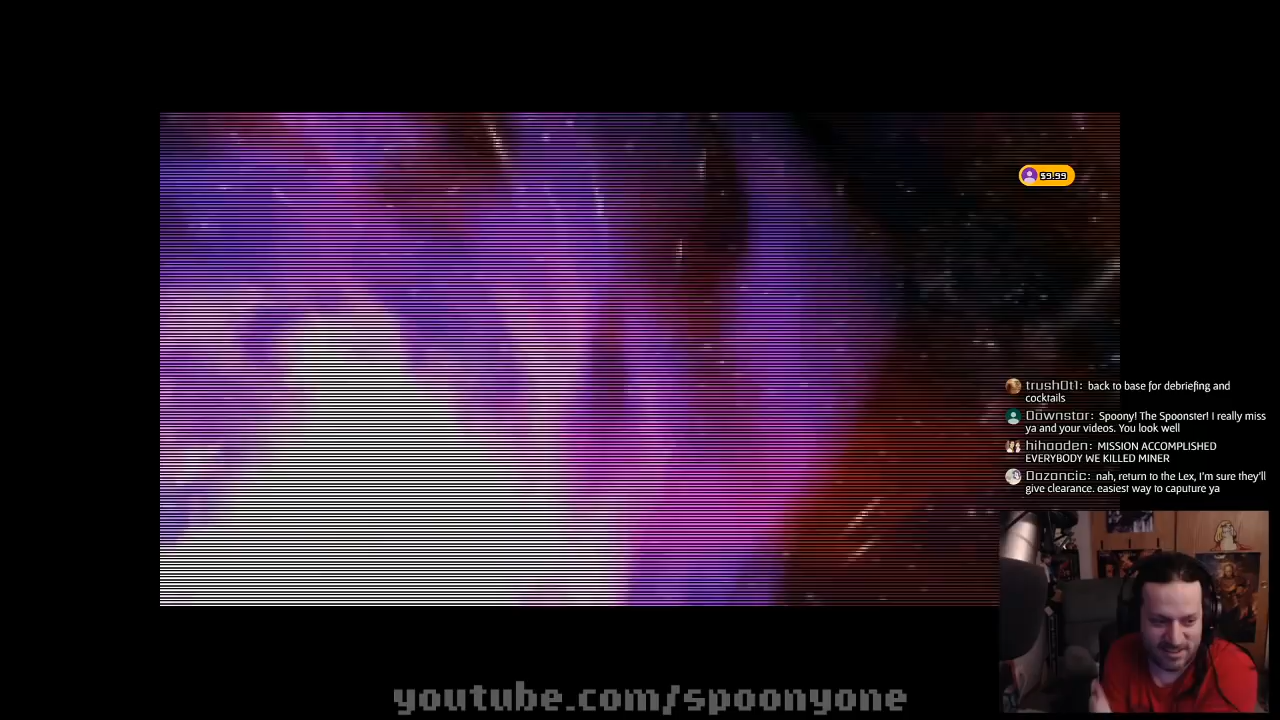 $9.99
trush0t1: back to base for debriefing and
cocktails
Downstar: Spoony! The Spoonster! I really miss
ya and your videos. You look well
hihooden: MISSION ACCOMPLISHED
EVERYBODY WE KILLED MINER
Oozoncic: nah, return to the Lex, I'm sure they'll
give clearance. easiest way to caputure ya
youtube.com/spoonyone